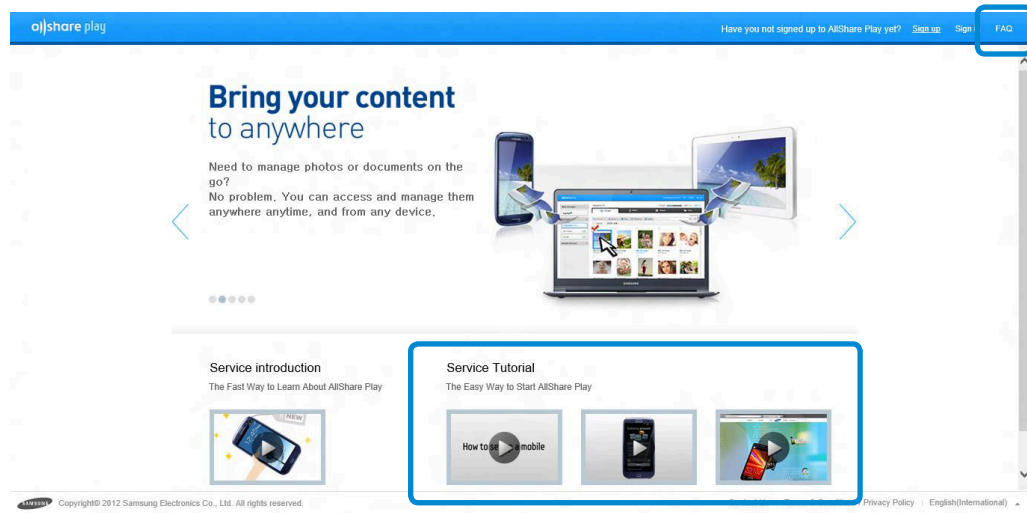 allshare play
Have you not signed up to AllShare Play yet? Sign up Sign FAQ
Bring your content
to anywhere
Need to manage photos or documents on the
go?
No problem, You can access and manage them
anywhere anytime, and from any device,
Service introduction
The Fast Way to Learn About AllShare Play
Service Tutorial
The Easy Way to Start AllShare Play
NEW
How to a mobile
SAMSUNG
SAMSUNG Copyright© 2012 Samsung Electronics Co., Ltd. All rights reserved.
Privacy Policy | English(International)